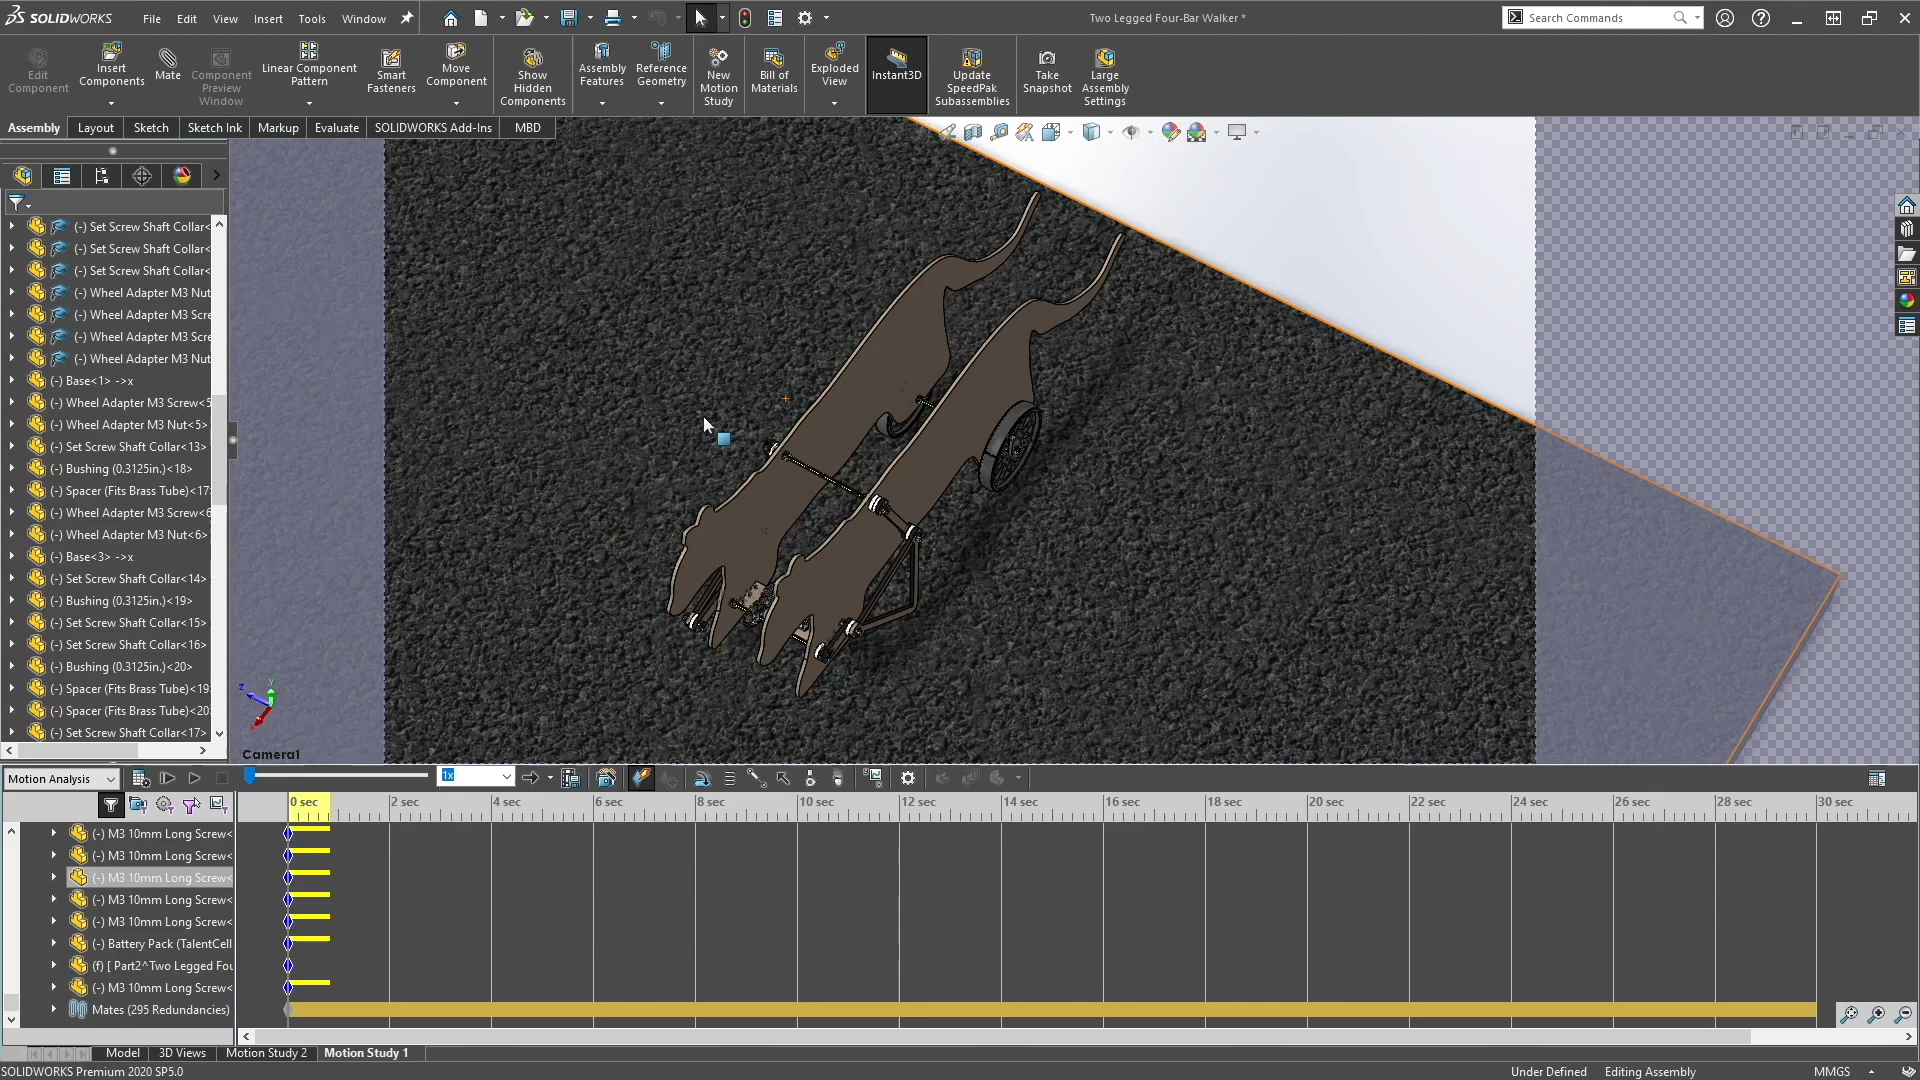 SOLIDWORKS
File
Edit
View
Insert
Tools
Window
Two Legged Four-Bar Walker *
Search Commands
Edit
Component
Insert
Components
Mate
Component
Preview
Window
Linear Component
Pattern
Smart
Fasteners
Move
Component
Show
Hidden
Components
Assembly
Features
Reference
Geometry
New
Motion
Study
Bill of
Materials
Exploded
View
Instant3D
Update
SpeedPak
Subassemblies
Take
Snapshot
Large
Assembly
Settings
Assembly
Layout
Sketch
Sketch Ink
Markup
Evaluate
SOLIDWORKS Add-Ins
MBD
(-) Set Screw Shaft Collar<
(-) Set Screw Shaft Collar<
(-) Set Screw Shaft Collar<
(-) Wheel Adapter M3 Nut
(-) Wheel Adapter M3 Scre
(-) Wheel Adapter M3 Scre
(-) Wheel Adapter M3 Nut
(-) Base<1> ->x
(-) Wheel Adapter M3 Screw<5
(-) Wheel Adapter M3 Nut<5>
(-) Set Screw Shaft Collar<13>
(-) Bushing (0.3125in.)<18>
(-) Spacer (Fits Brass Tube)<17>
(-) Wheel Adapter M3 Screw<6
(-) Wheel Adapter M3 Nut<6>
(-) Base<3> ->x
(-) Set Screw Shaft Collar<14>
(-) Bushing (0.3125in.)<19>
(-) Set Screw Shaft Collar<15>
(-) Set Screw Shaft Collar<16>
(-) Bushing (0.3125in.)<20>
(-) Spacer (Fits Brass Tube)<19
(-) Spacer (Fits Brass Tube)<20
(-) Set Screw Shaft Collar<17>
Y
Z
Camera1
Motion Analysis
1x
0 sec
2 sec
4 sec
6 sec
8 sec
10 sec
12 sec
14 sec
16 sec
18 sec
20 sec
22 sec
24 sec
26 sec
28 sec
30 sec
(-) M3 10mm Long Screw<
(-) M3 10mm Long Screw<
(-) M3 10mm Long Screw<
(-) M3 10mm Long Screw<
(-) M3 10mm Long Screw<
(-) Battery Pack (TalentCell
(f) [ Part2^Two Legged Fou
(-) M3 10mm Long Screw<
Mates (295 Redundancies)
Model
3D Views
Motion Study 2
Motion Study 1
SOLIDWORKS Premium 2020 SP5.0
Under Defined
Editing Assembly
MMGS